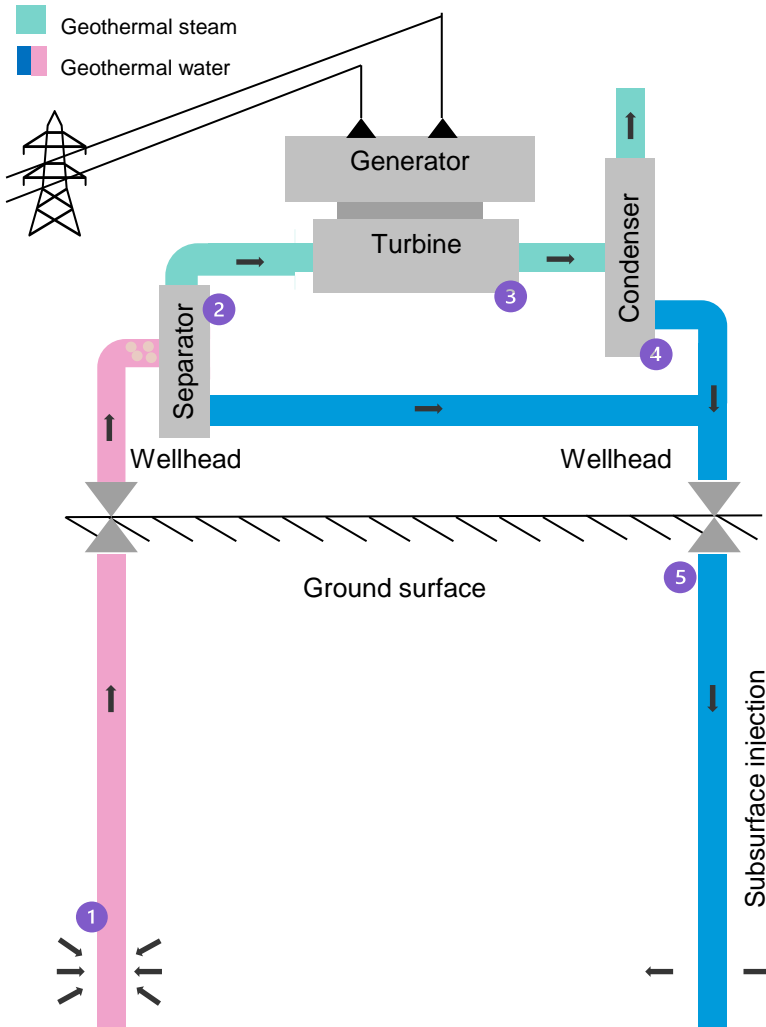 Geothermal steam
Geothermal water
Generator
Turbine
Condenser
Separator
2
3
4
Wellhead
Wellhead
5
Ground surface
Subsurface injection
1